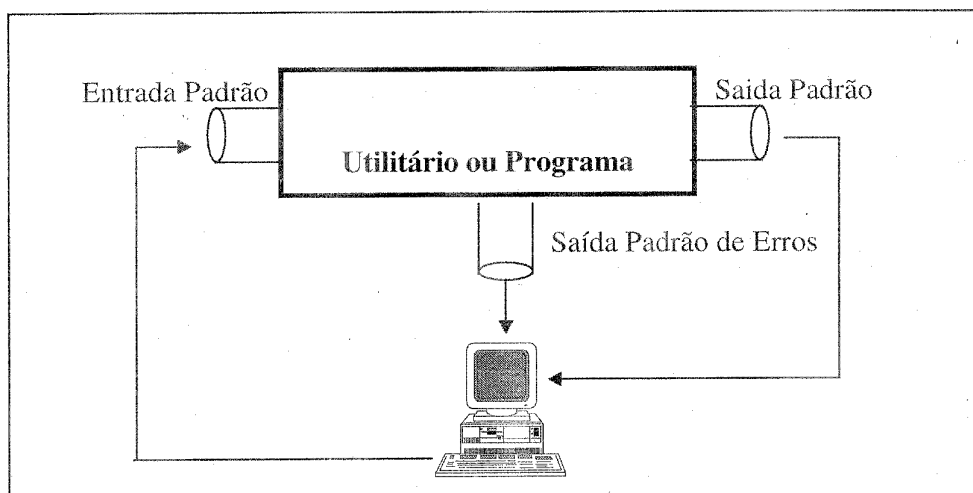 Entrada Padrão
Saida Padrão
Utilitário ou Programa
Saída Padrão de Erros